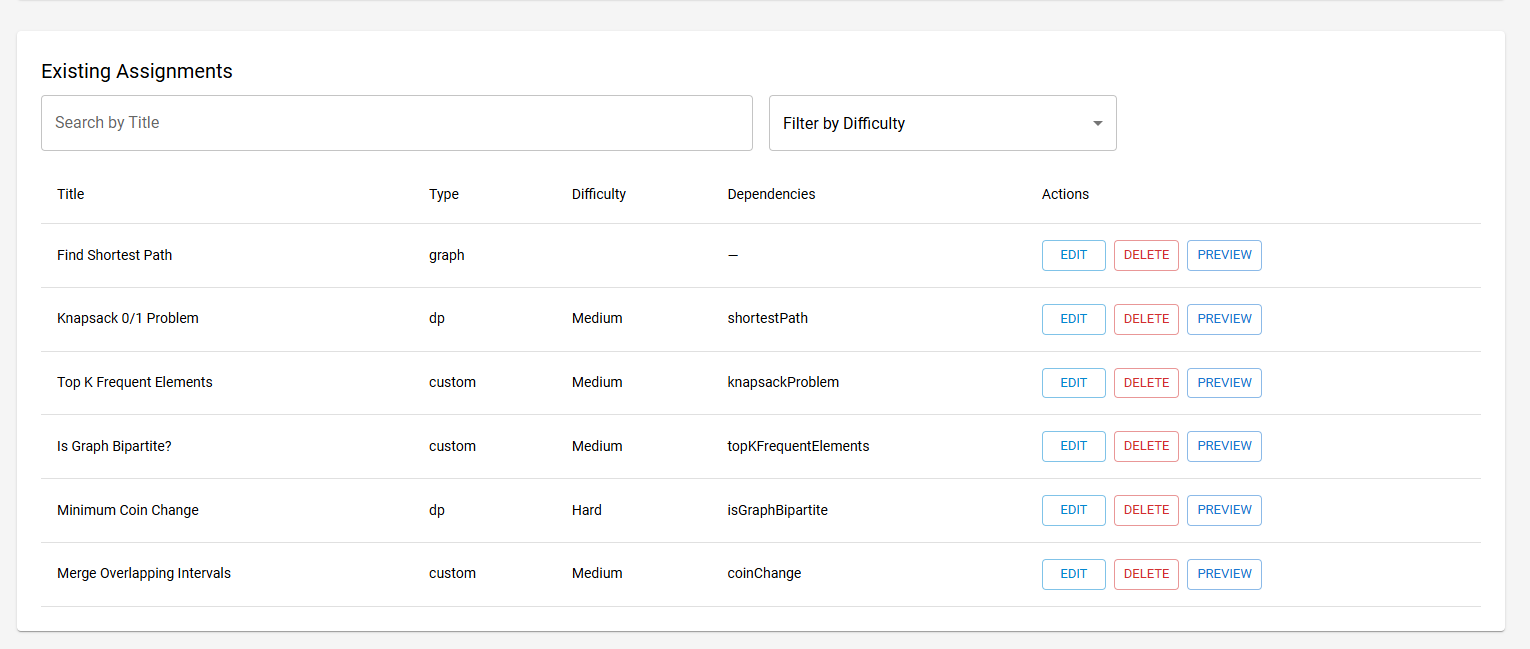 Existing Assignments
Search by Title Filter by Difficulty
Title Type Difficulty Dependencies Actions
Find Shortest Path graph — EDIT DELETE PREVIEW
Knapsack 0/1 Problem dp Medium shortestPath EDIT DELETE PREVIEW
Top K Frequent Elements custom Medium knapsackProblem EDIT DELETE PREVIEW
Is Graph Bipartite? custom Medium topKFrequentElements EDIT DELETE PREVIEW
Minimum Coin Change dp Hard isGraphBipartite EDIT DELETE PREVIEW
Merge Overlapping Intervals custom Medium coinChange EDIT DELETE PREVIEW